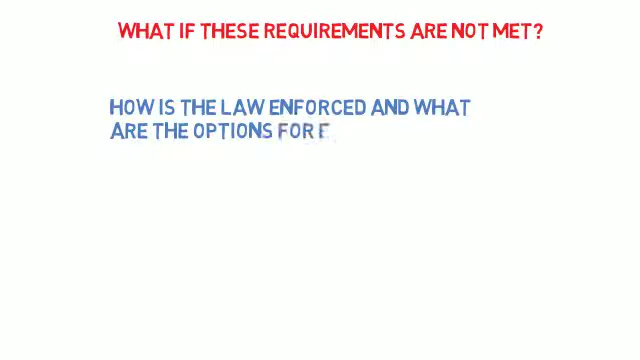 WHAT IF THESE REQUIREMENTS ARE NOT MET?
HOW IS THE LAW ENFORCED AND WHAT
ARE THE OPTIONS FOR